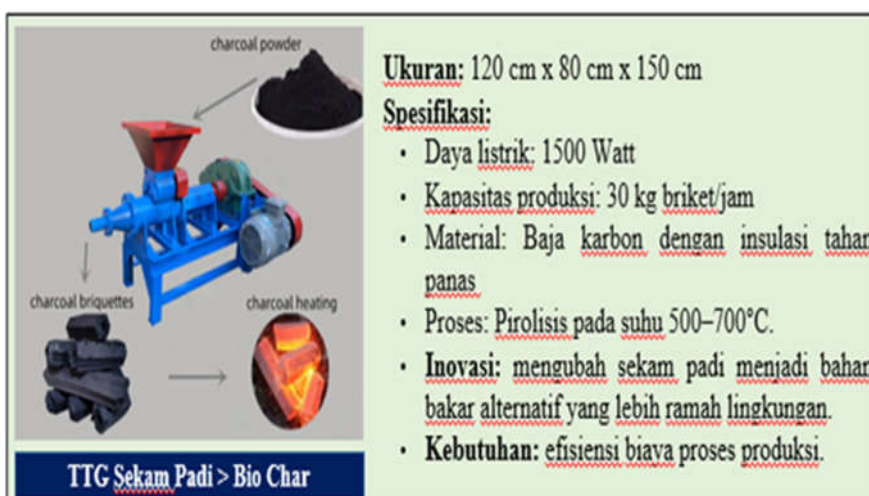 charcoal powder
charcoal briquettes
charcoal heating
TTG Sekam Padi > Bio Char
Ukuran: 120 cm x 80 cm x 150 cm
Spesifikasi:
• Daya listrik: 1500 Watt
• Kapasitas produksi: 30 kg briket/jam
• Material: Baja karbon dengan insulasi tahan
panas
• Proses: Pirolisis pada suhu 500–700°C.
• Inovasi: mengubah sekam padi menjadi bahan
bakar alternatif yang lebih ramah lingkungan.
• Kebutuhan: efisiensi biaya proses produksi.